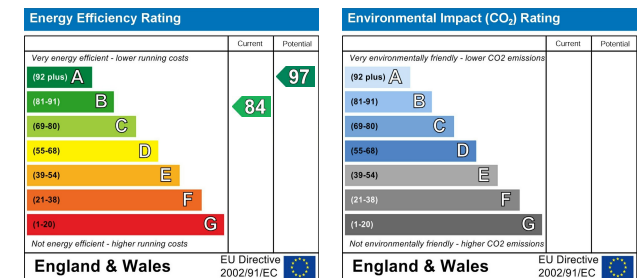 Energy Efficiency Rating
Current Potential
Very energy efficient - lower running costs
(92 plus) A
97
(81-91) B
84
(69-80) C
(55-68) D
(39-54) E
(21-38) F
(1-20) G
Not energy efficient - higher running costs
England & Wales
EU Directive
2002/91/EC
Environmental Impact (CO2) Rating
Current Potential
Very environmentally friendly - lower CO2 emissions
(92 plus) A
(81-91) B
(69-80) C
(55-68) D
(39-54) E
(21-38) F
(1-20) G
Not environmentally friendly - higher CO2 emissions
England & Wales
EU Directive
2002/91/EC